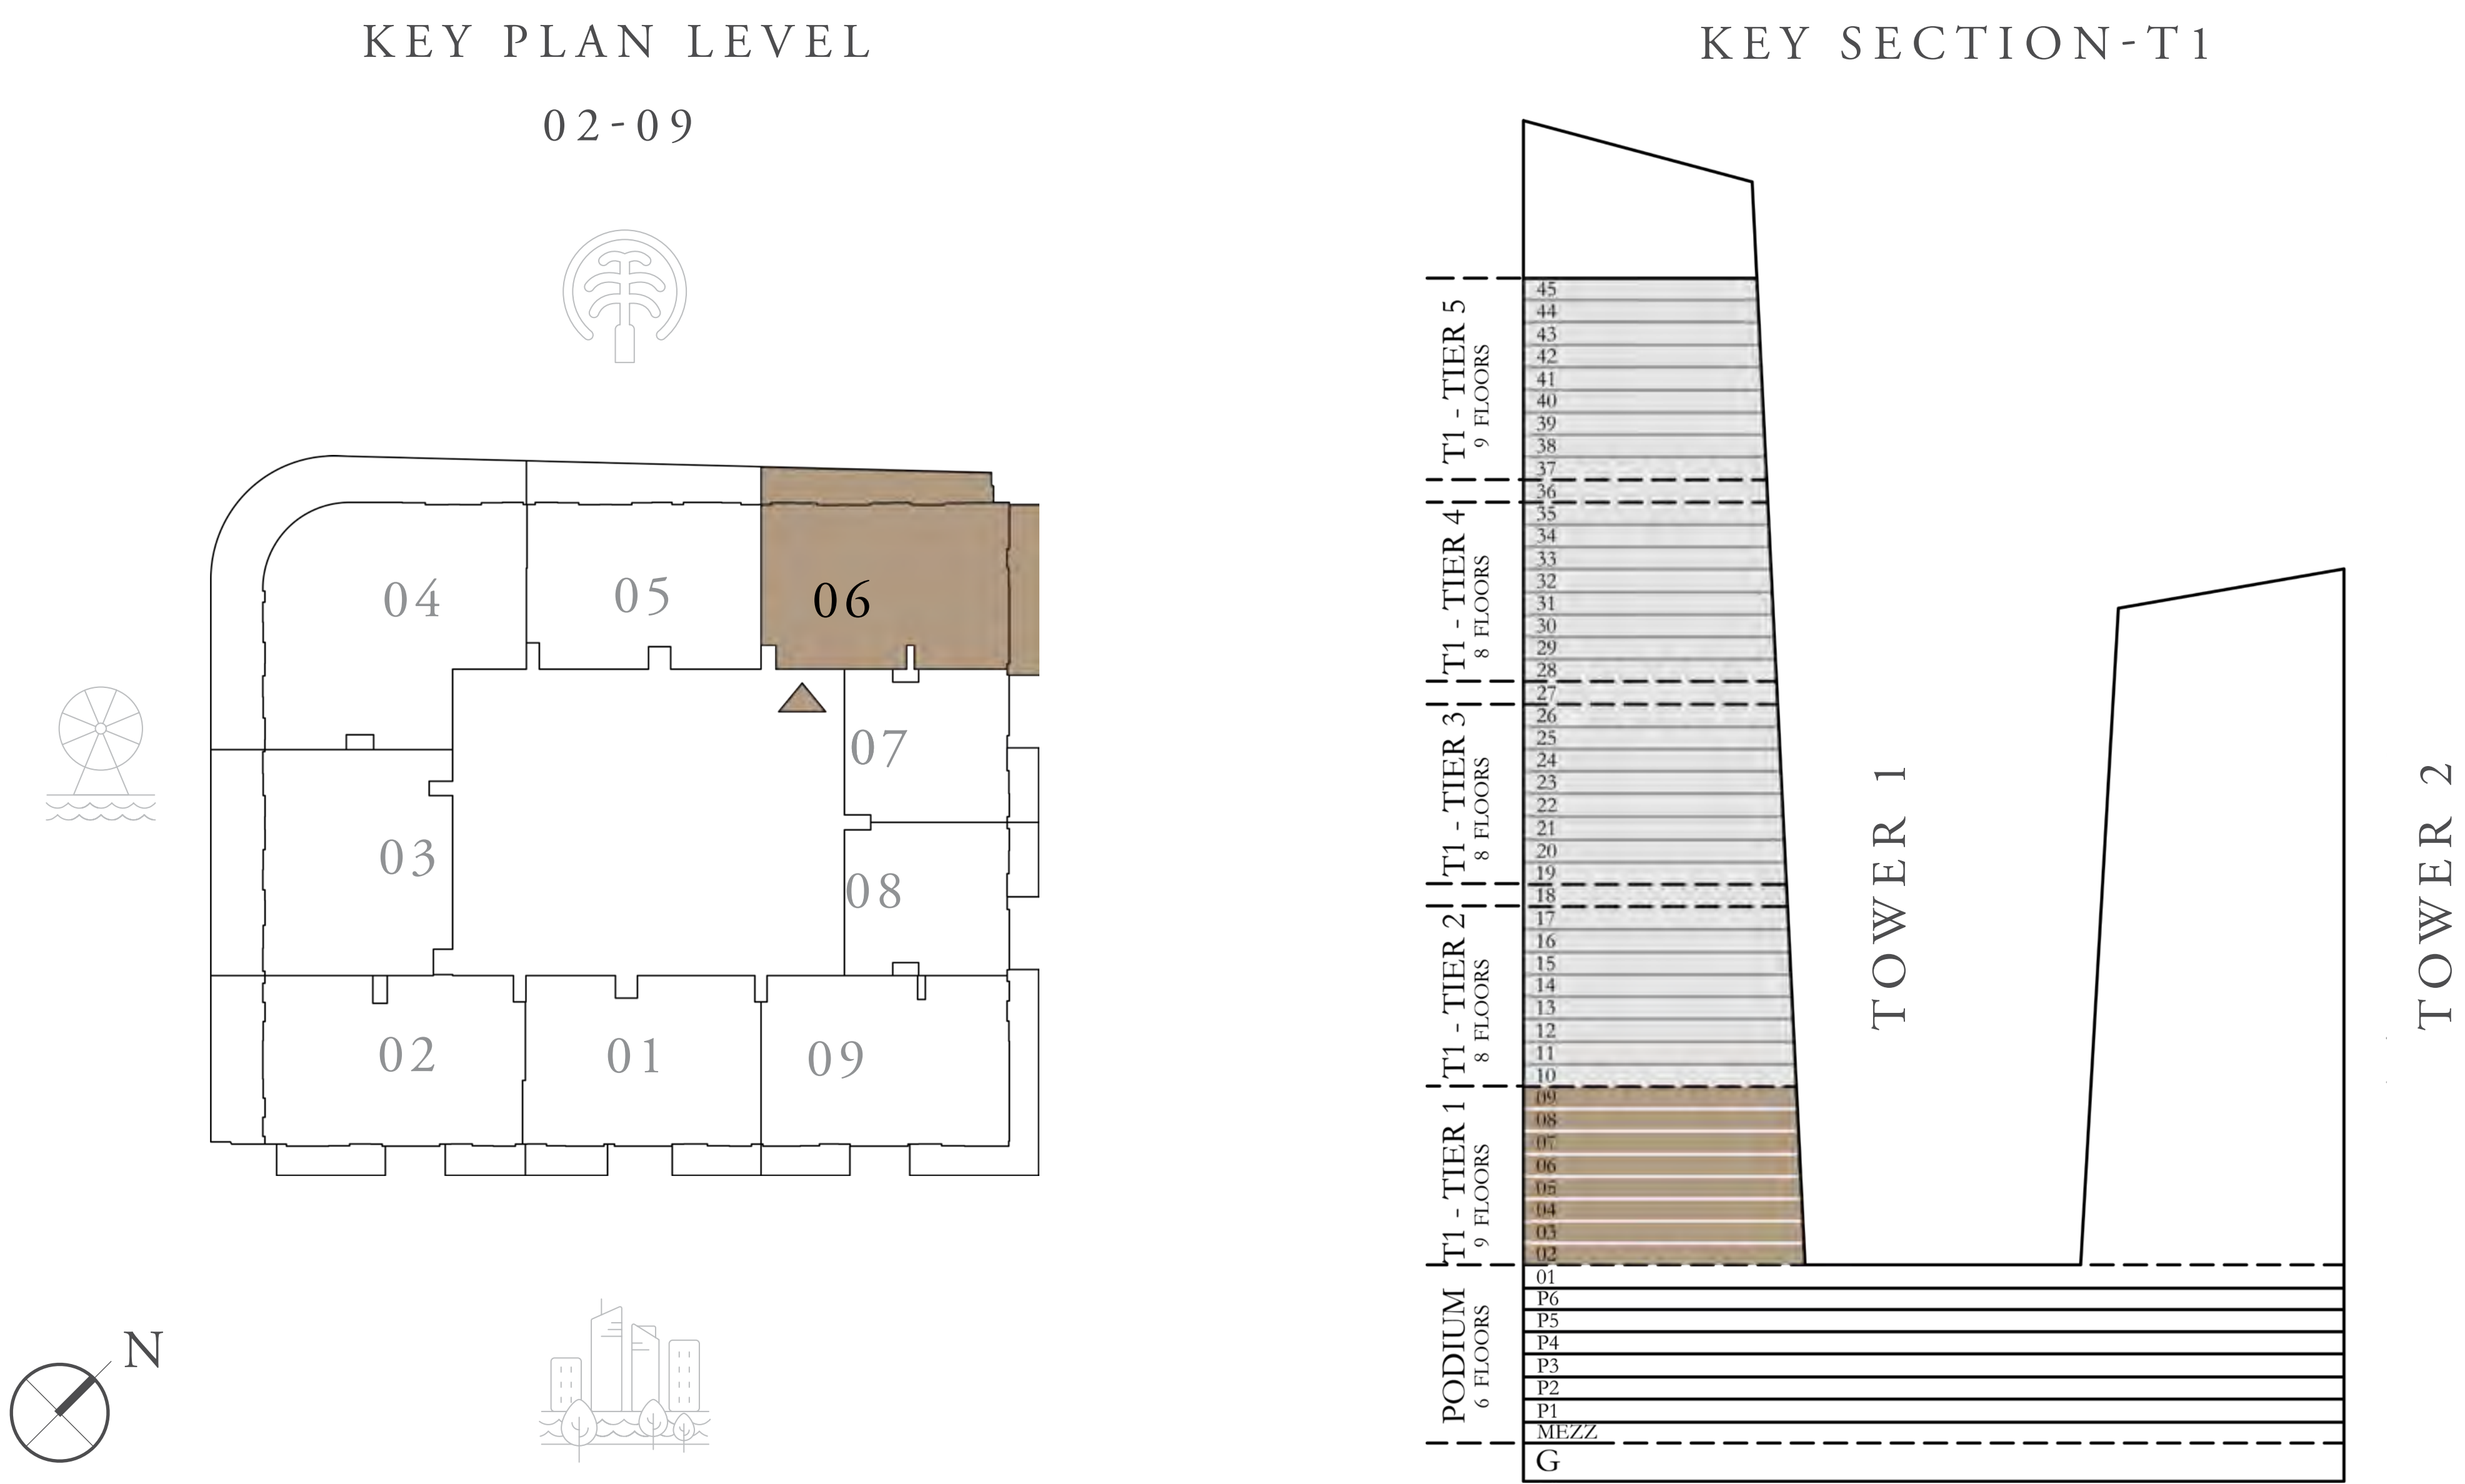 KEY PLAN LEVEL
02-09
04
05
06
07
03
08
02
01
09
N
KEY SECTION-T1
T1 - TIER 5
9 FLOORS
45
44
43
42
41
40
39
38
37
36
T1 - TIER 4
8 FLOORS
35
34
33
32
31
30
29
28
27
T1 - TIER 3
8 FLOORS
26
25
24
23
22
21
20
19
18
T1 - TIER 2
8 FLOORS
17
16
15
14
13
12
11
10
T1 - TIER 1
9 FLOORS
09
08
07
06
05
04
03
02
PODIUM
6 FLOORS
01
P6
P5
P4
P3
P2
P1
MEZZ
G
TOWER 1
TOWER 2